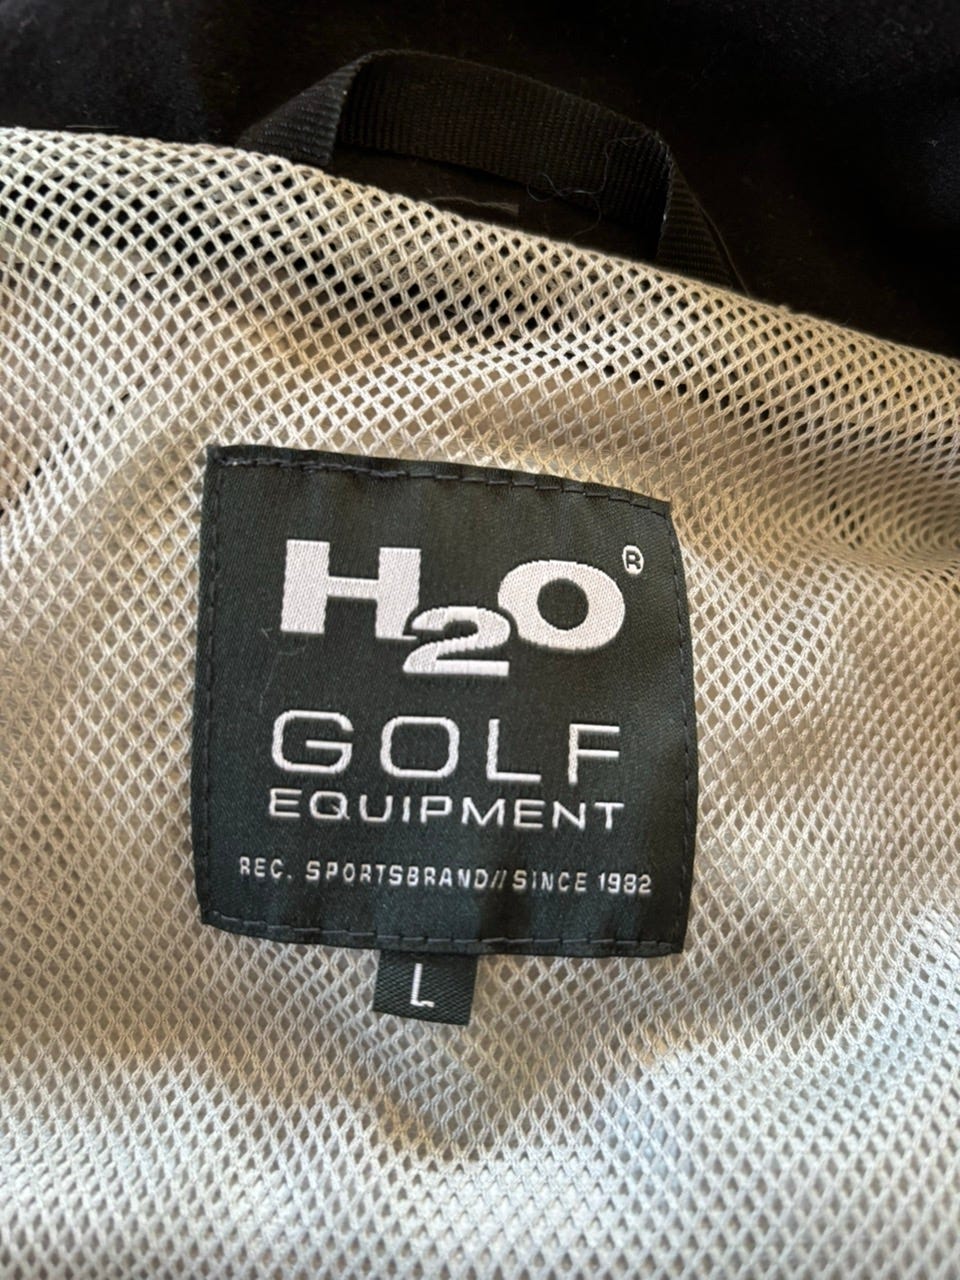 H2O®
GOLF
EQUIPMENT
REC. SPORTSBRAND//SINCE 1982
L